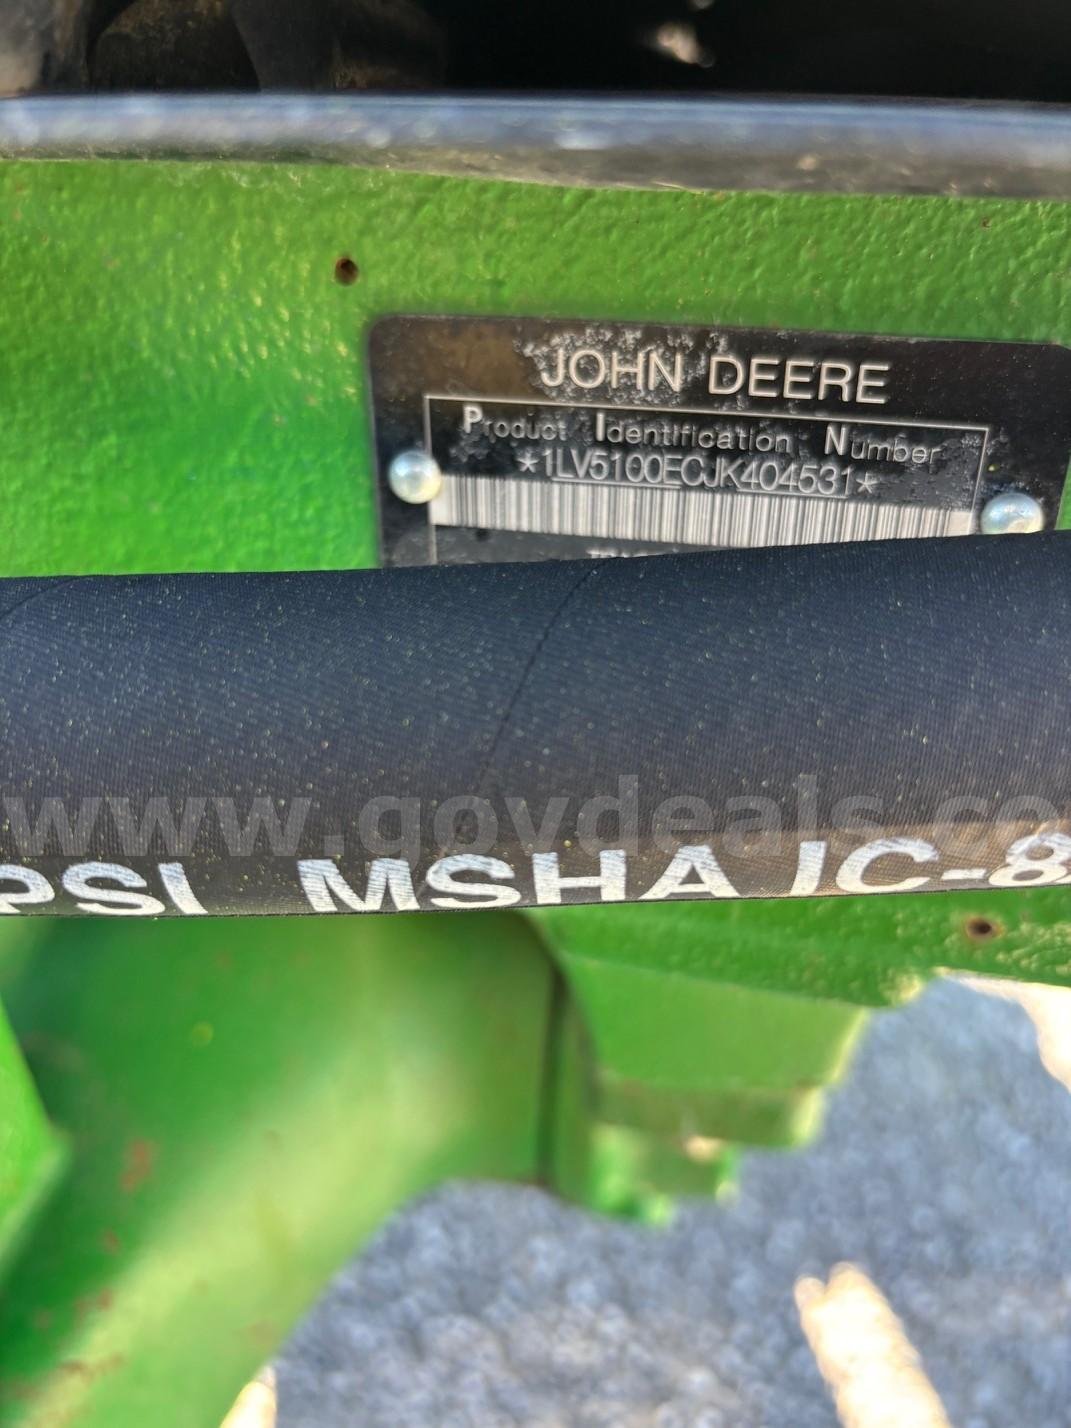 JOHN DEERE
Product Identification Number
*1LV5100ECJK404531*
www.govdeals.co
PSI MSHA IC-8